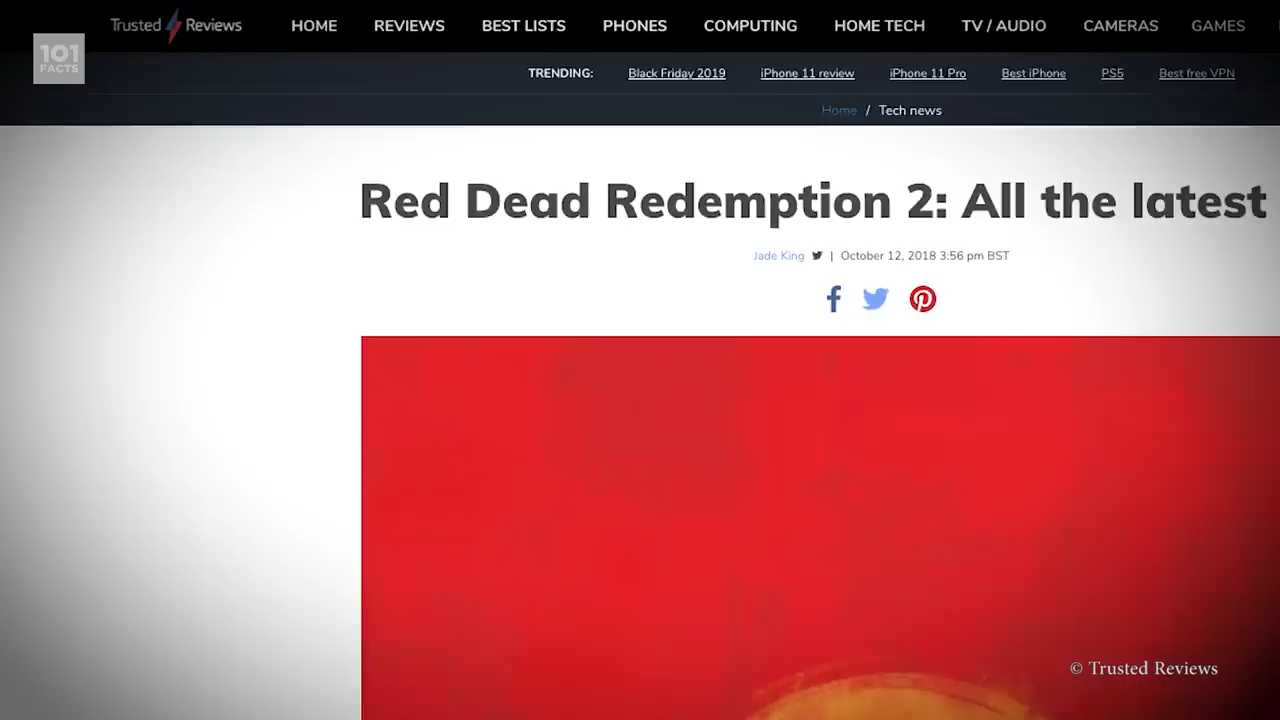 Trusted Reviews HOME REVIEWS BEST LISTS PHONES COMPUTING HOME TECH TV / AUDIO CAMERAS GAMES
101
FACTS
TRENDING: Black Friday 2019 iPhone 11 review iPhone 11 Pro Best iPhone PS5 Best free VPN
Home / Tech news
Red Dead Redemption 2: All the latest
Jade King | October 12, 2018 3:56 pm BST
© Trusted Reviews